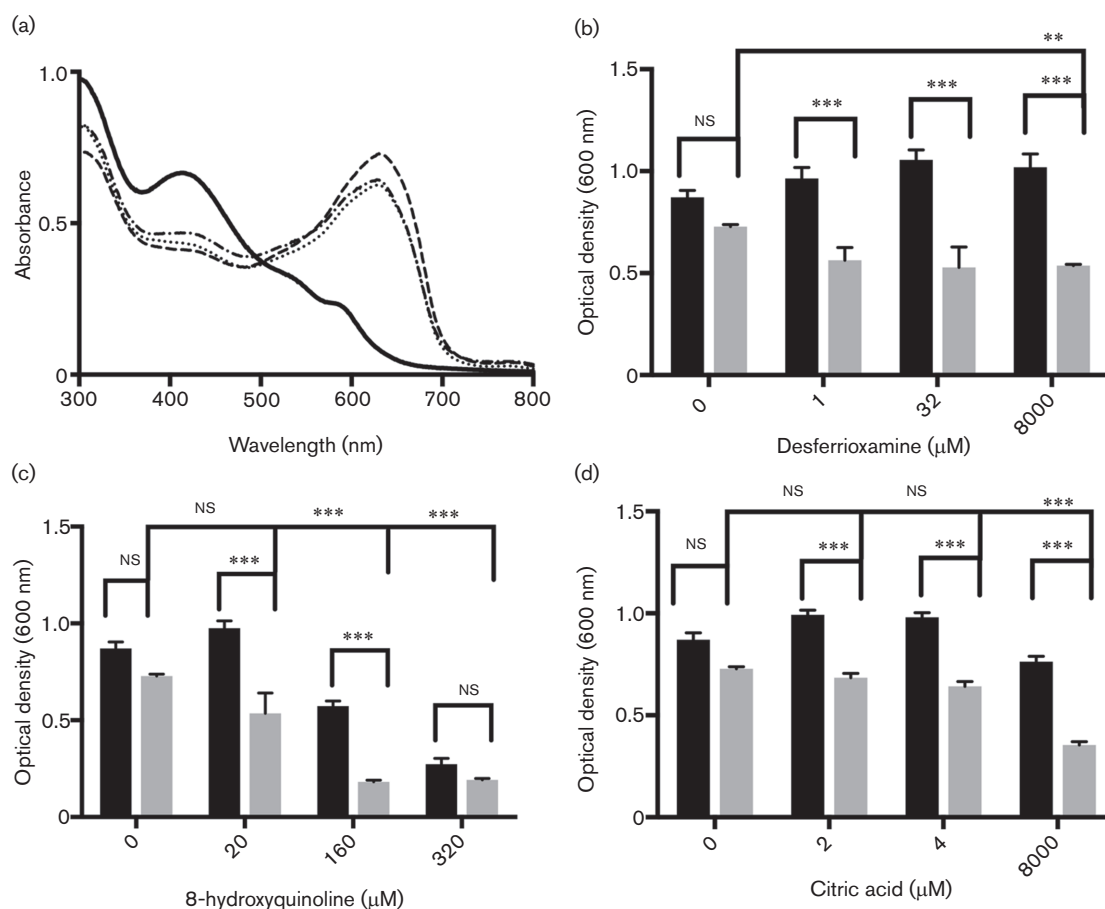 (a)
Absorbance
1.0
0.5
0
300 400 500 600 700 800
Wavelength (nm)
(b)
Optical density (600 nm)
1.5
1.0
0.5
0
NS
***
***
***
**
0 1 32 8000
Desferrioxamine (μM)
(c)
Optical density (600 nm)
1.5
1.0
0.5
0
NS *** ***
NS
***
***
NS
0 20 160 320
8-hydroxyquinoline (μM)
(d)
Optical density (600 nm)
1.5
1.0
0.5
0
NS NS ***
NS
***
***
***
0 2 4 8000
Citric acid (μM)